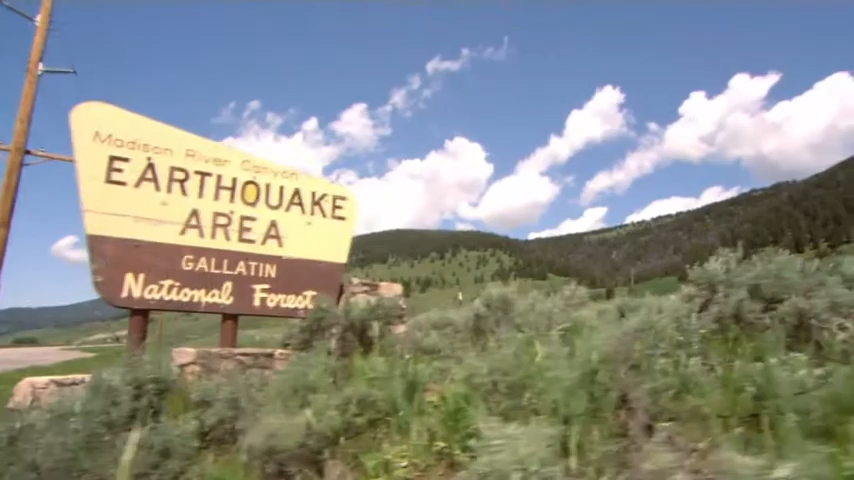 Madison River Canyon
EARTHQUAKE
AREA
GALLATIN
National Forest